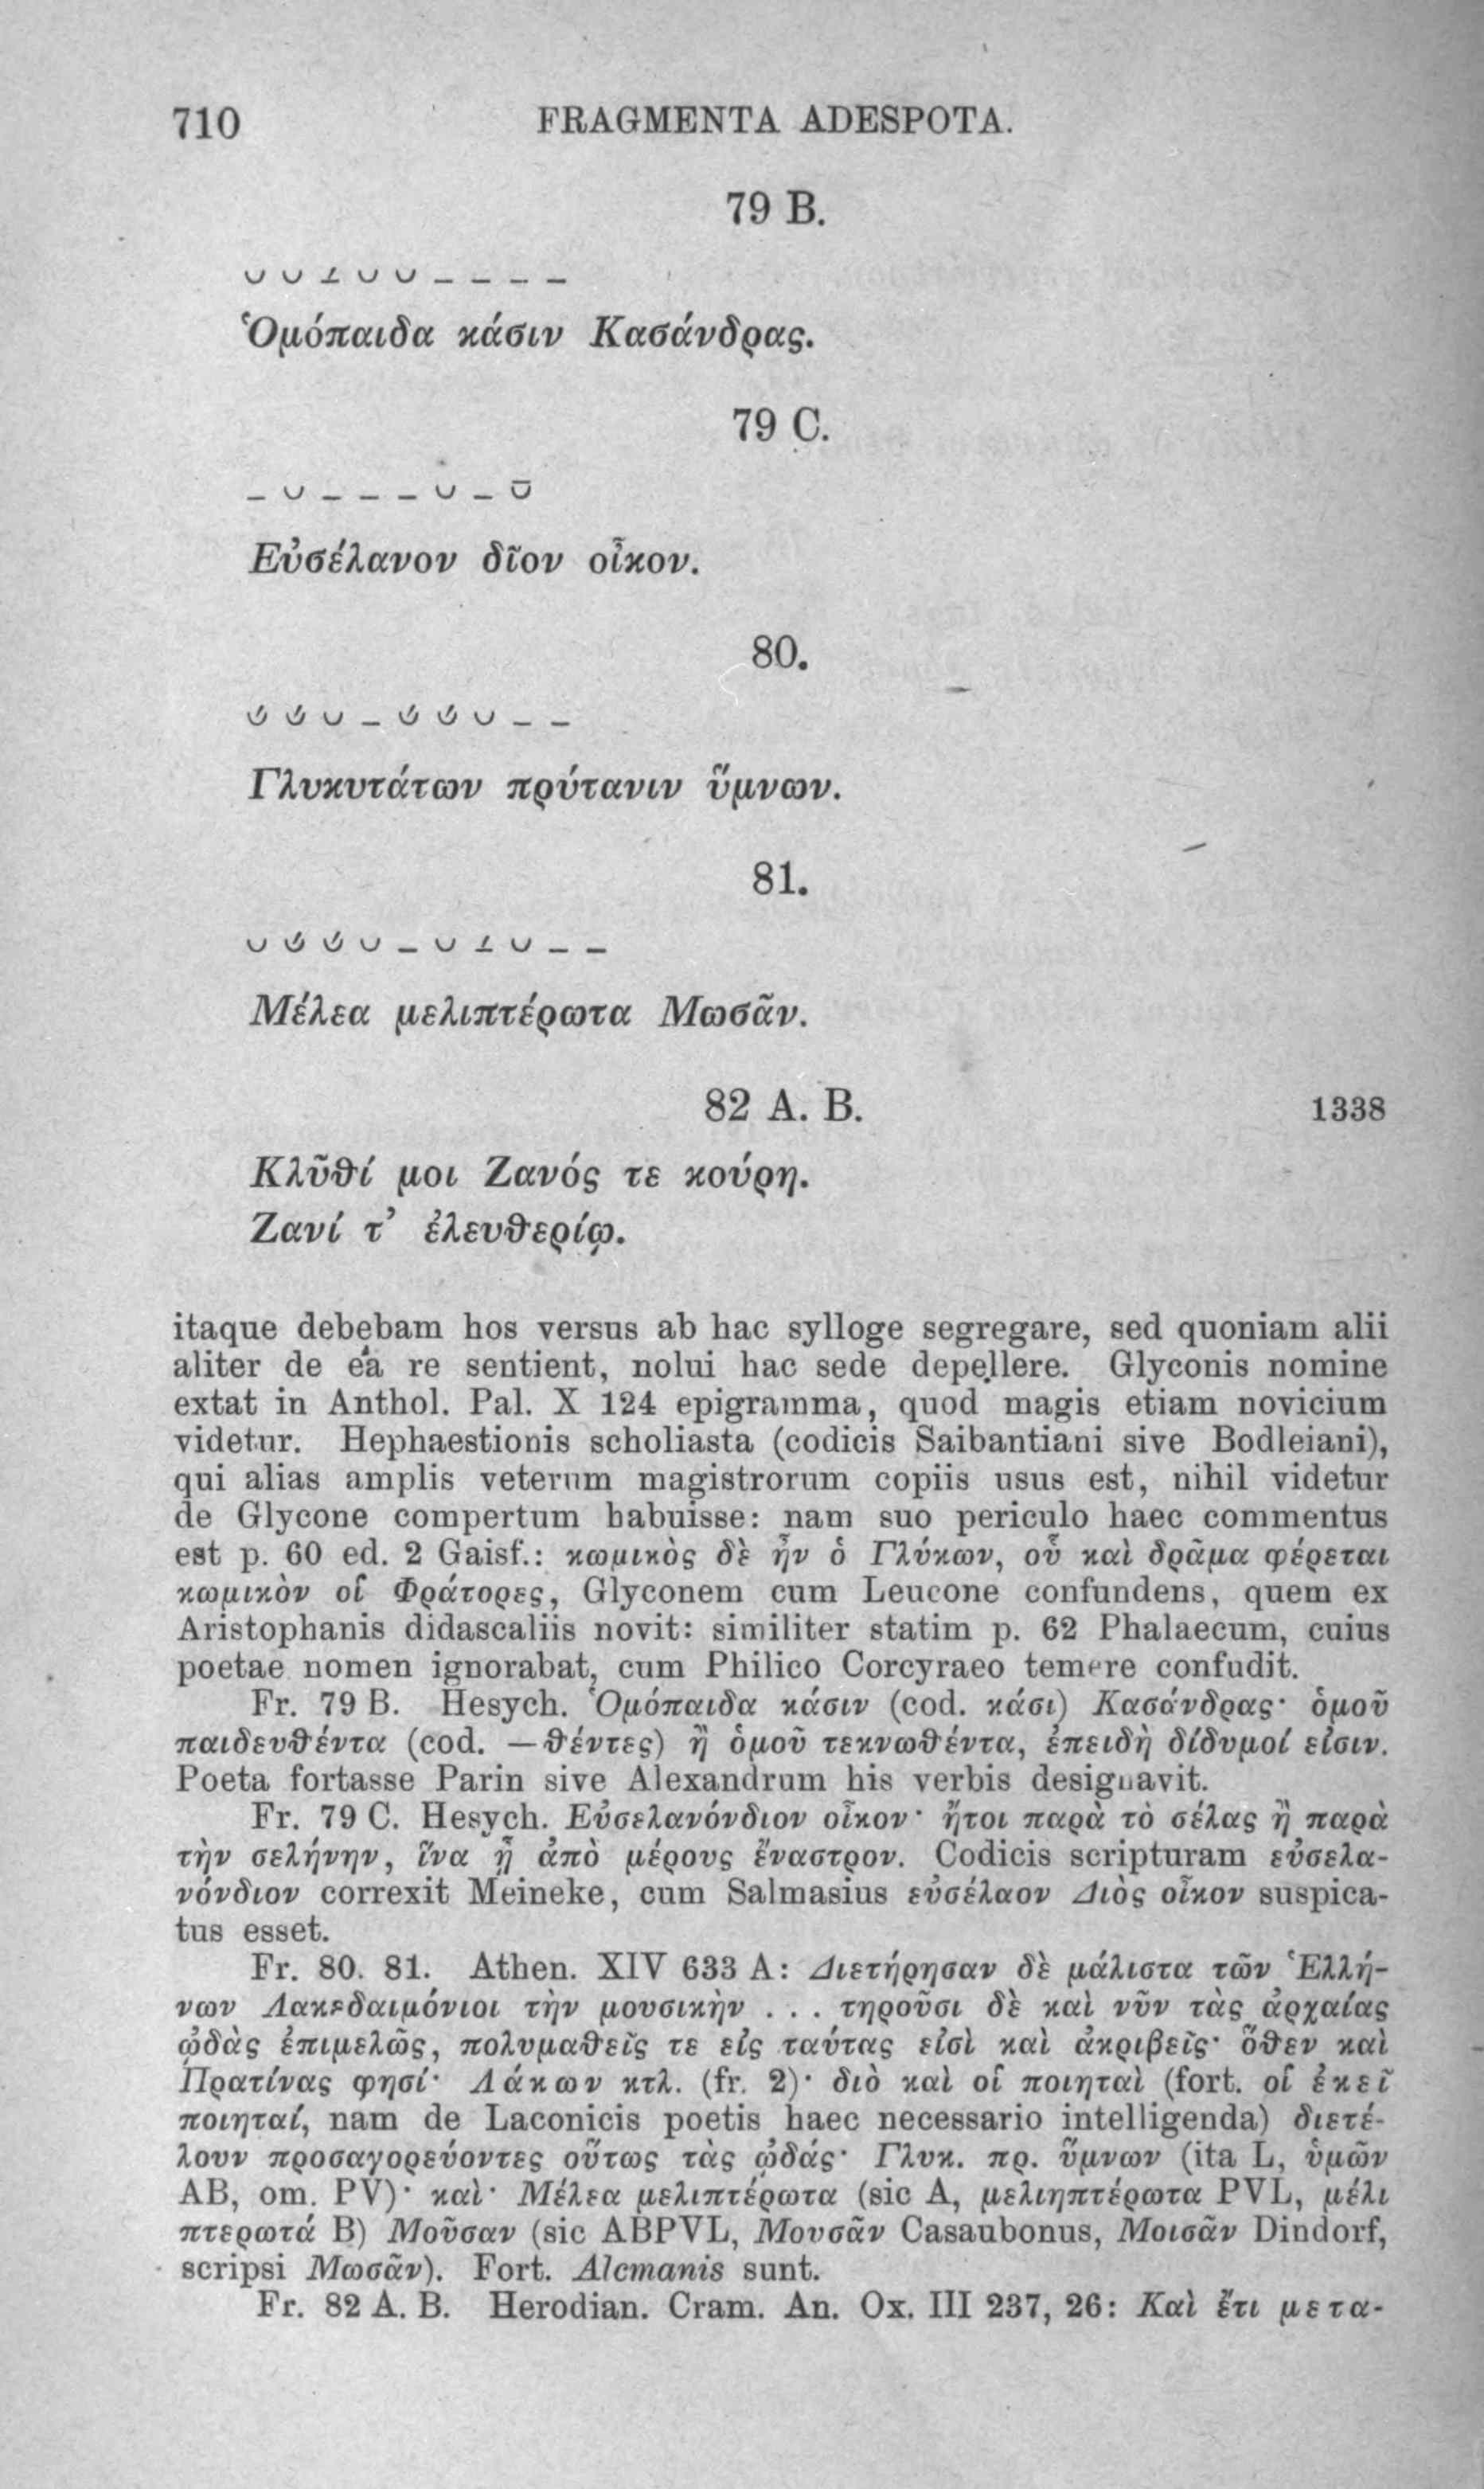 710 FRAGMENTA ADESPOTA.
79 B.
⏑ ⏑ –́ ⏑ ⏑ – – – –
Ὁμόπαιδα κάσιν Κασάνδρας.
79 C.
– ⏑ – – – ⏑ – ⏑̅
Εὐσέλανον δῖον οἶκον.
80.
⏑́ ⏑́ ⏑ – ⏑́ ⏑́ ⏑ – –
Γλυκυτάτων πρύτανιν ὕμνων.
81.
⏑ ⏑́ ⏑́ ⏑ – ⏑ –́ ⏑ – –
Μέλεα μελιπτέρωτα Μωσᾶν.
82 A. B. 1338
Κλῦθί μοι Ζανός τε κούρη.
Ζανί τ’ ἐλευθερίῳ.
itaque debebam hos versus ab hac sylloge segregare, sed quoniam alii
aliter de ea re sentient, nolui hac sede depellere. Glyconis nomine
extat in Anthol. Pal. X 124 epigramma, quod magis etiam novicium
videtur. Hephaestionis scholiasta (codicis Saibantiani sive Bodleiani),
qui alias amplis veterum magistrorum copiis usus est, nihil videtur
de Glycone compertum habuisse: nam suo periculo haec commentus
est p. 60 ed. 2 Gaisf.: κωμικὸς δὲ ἦν ὁ Γλύκων, οὗ καὶ δρᾶμα φέρεται
κωμικὸν οἱ Φράτορες, Glyconem cum Leucone confundens, quem ex
Aristophanis didascaliis novit: similiter statim p. 62 Phalaecum, cuius
poetae nomen ignorabat, cum Philico Corcyraeo temere confudit.
Fr. 79 B. Hesych. Ὁμόπαιδα κάσιν (cod. κάσι) Κασάνδρας· ὁμοῦ
παιδευθέντα (cod. —θέντες) ἢ ὁμοῦ τεκνωθέντα, ἐπειδὴ δίδυμοί εἰσιν.
Poeta fortasse Parin sive Alexandrum his verbis designavit.
Fr. 79 C. Hesych. Εὐσελανόνδιον οἶκον· ἤτοι παρὰ τὸ σέλας ἢ παρὰ
τὴν σελήνην, ἵνα ᾖ ἀπὸ μέρους ἔναστρον. Codicis scripturam εὐσελα-
νόνδιον correxit Meineke, cum Salmasius εὐσέλαον Διὸς οἶκον suspica-
tus esset.
Fr. 80. 81. Athen. XIV 633 A: Διετήρησαν δὲ μάλιστα τῶν Ἑλλή-
νων Λακεδαιμόνιοι τὴν μουσικὴν . . . τηροῦσι δὲ καὶ νῦν τὰς ἀρχαίας
ᾠδὰς ἐπιμελῶς, πολυμαθεῖς τε εἰς ταύτας εἰσὶ καὶ ἀκριβεῖς· ὅθεν καὶ
Πρατίνας φησί· Λάκων κτλ. (fr. 2)· διὸ καὶ οἱ ποιηταὶ (fort. οἱ ἐκεῖ
ποιηταί, nam de Laconicis poetis haec necessario intelligenda) διετέ-
λουν προσαγορεύοντες οὕτως τὰς ᾠδάς· Γλυκ. πρ. ὕμνων (ita L, ὑμῶν
AB, om. PV)· καὶ· Μέλεα μελιπτέρωτα (sic A, μελιηπτέρωτα PVL, μέλι
πτερωτά B) Μοῦσαν (sic ABPVL, Μουσᾶν Casaubonus, Μοισᾶν Dindorf,
scripsi Μωσᾶν). Fort. Alcmanis sunt.
Fr. 82 A. B. Herodian. Cram. An. Ox. III 237, 26: Καὶ ἔτι μετα-